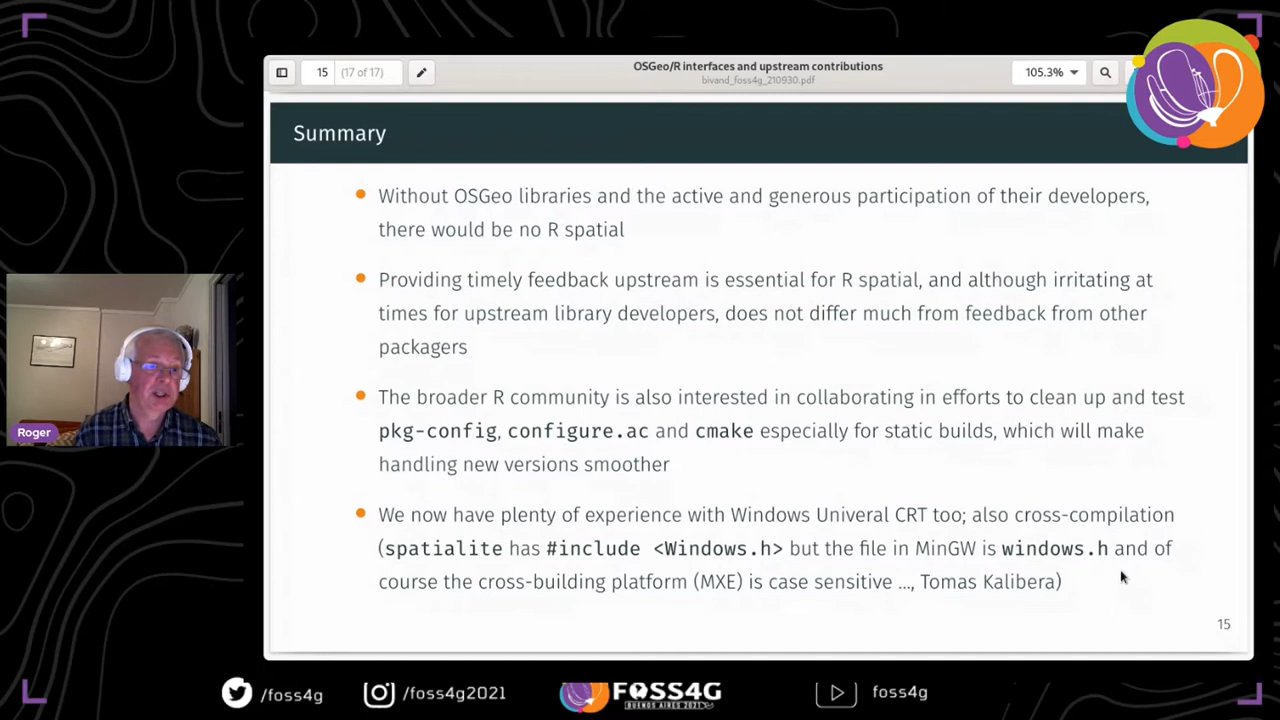 15 (17 of 17)
OSGeo/R interfaces and upstream contributions
bivand_foss4g_210930.pdf
105.3%
Summary
Without OSGeo libraries and the active and generous participation of their developers,
there would be no R spatial
Providing timely feedback upstream is essential for R spatial, and although irritating at
times for upstream library developers, does not differ much from feedback from other
packagers
The broader R community is also interested in collaborating in efforts to clean up and test
pkg-config, configure.ac and cmake especially for static builds, which will make
handling new versions smoother
We now have plenty of experience with Windows Univeral CRT too; also cross-compilation
(spatialite has #include <Windows.h> but the file in MinGW is windows.h and of
course the cross-building platform (MXE) is case sensitive ..., Tomas Kalibera)
15
Roger
/foss4g
/foss4g2021
FOSS4G
BUENOS AIRES 2021
foss4g